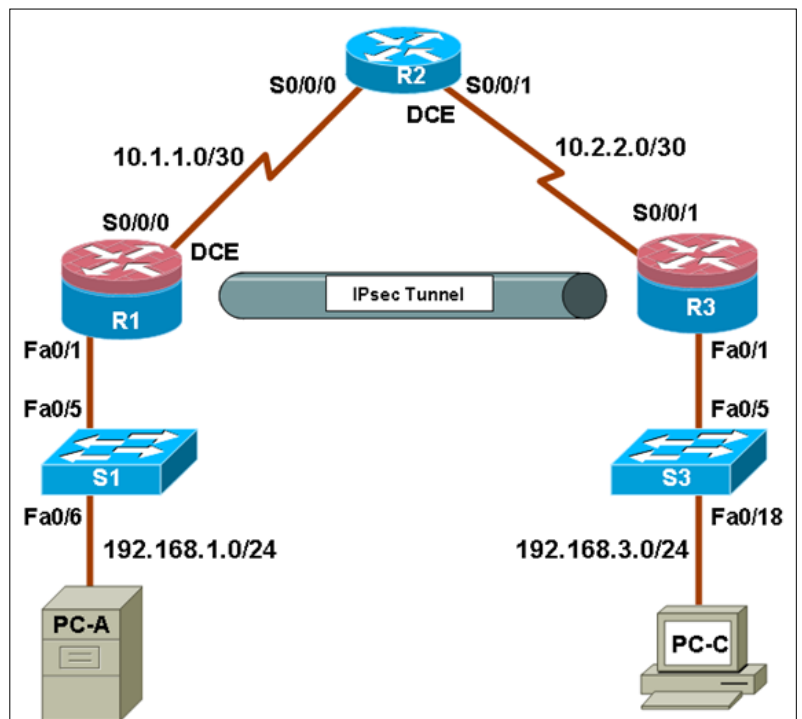 R2
S0/0/0
S0/0/1
DCE
10.1.1.0/30
10.2.2.0/30
S0/0/0
DCE
S0/0/1
R1
IPsec Tunnel
R3
Fa0/1
Fa0/1
Fa0/5
Fa0/5
S1
S3
Fa0/6
Fa0/18
192.168.1.0/24
192.168.3.0/24
PC-A
PC-C